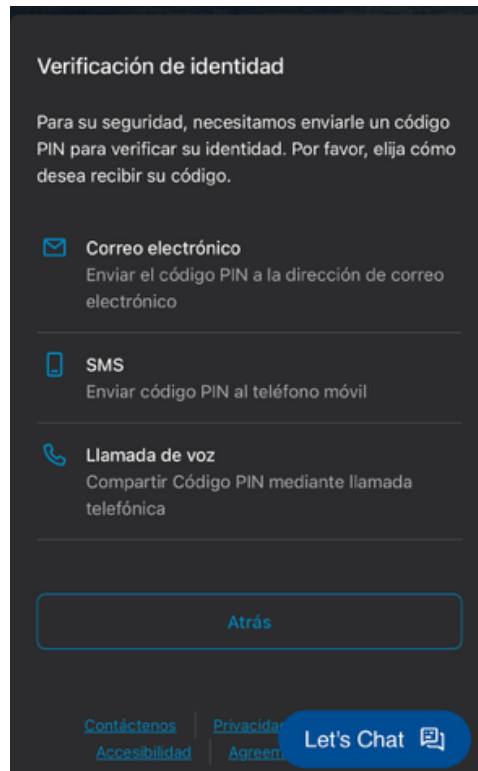 Verificación de identidad
Para su seguridad, necesitamos enviarle un código
PIN para verificar su identidad. Por favor, elija cómo
desea recibir su código.
Correo electrónico
Enviar el código PIN a la dirección de correo
electrónico
SMS
Enviar código PIN al teléfono móvil
Llamada de voz
Compartir Código PIN mediante llamada
telefónica
Atrás
Contáctenos
Accesibilidad
Let's Chat